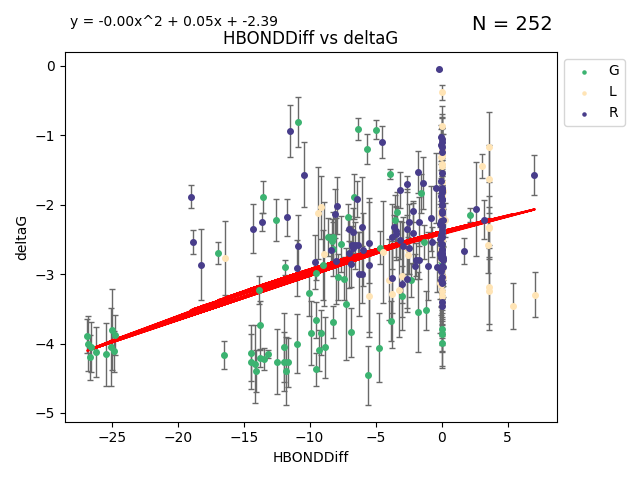 y = -0.00x^2 + 0.05x + -2.39
N = 252
HBONDDiff vs deltaG
G
L
R
deltaG
0
−1
−2
−3
−4
−5
−25 −20 −15 −10 −5 0 5
HBONDDiff